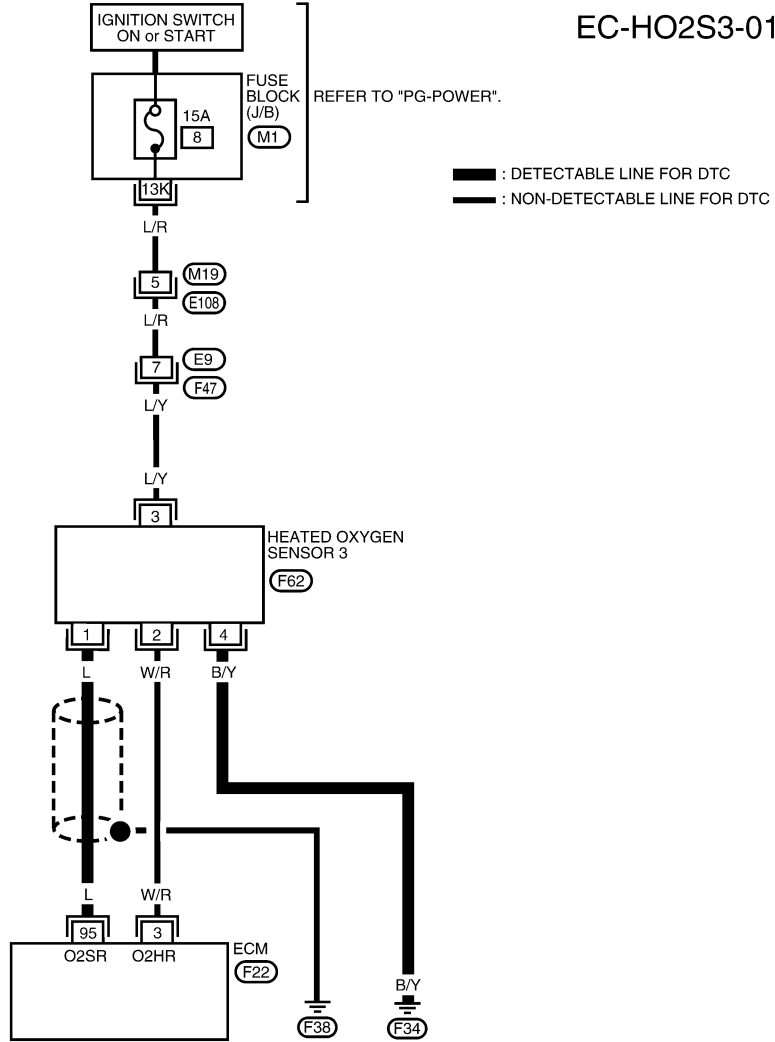 EC-HO2S3-01
IGNITION SWITCH
ON or START
FUSE
BLOCK
(J/B)
M1
15A
8
REFER TO "PG-POWER".
13K
: DETECTABLE LINE FOR DTC
: NON-DETECTABLE LINE FOR DTC
L/R
5
M19
E108
L/R
7
E9
F47
L/Y
L/Y
3
HEATED OXYGEN
SENSOR 3
F62
1
2
4
L
W/R
B/Y
L
W/R
95
3
O2SR
O2HR
ECM
F22
B/Y
F38
F34